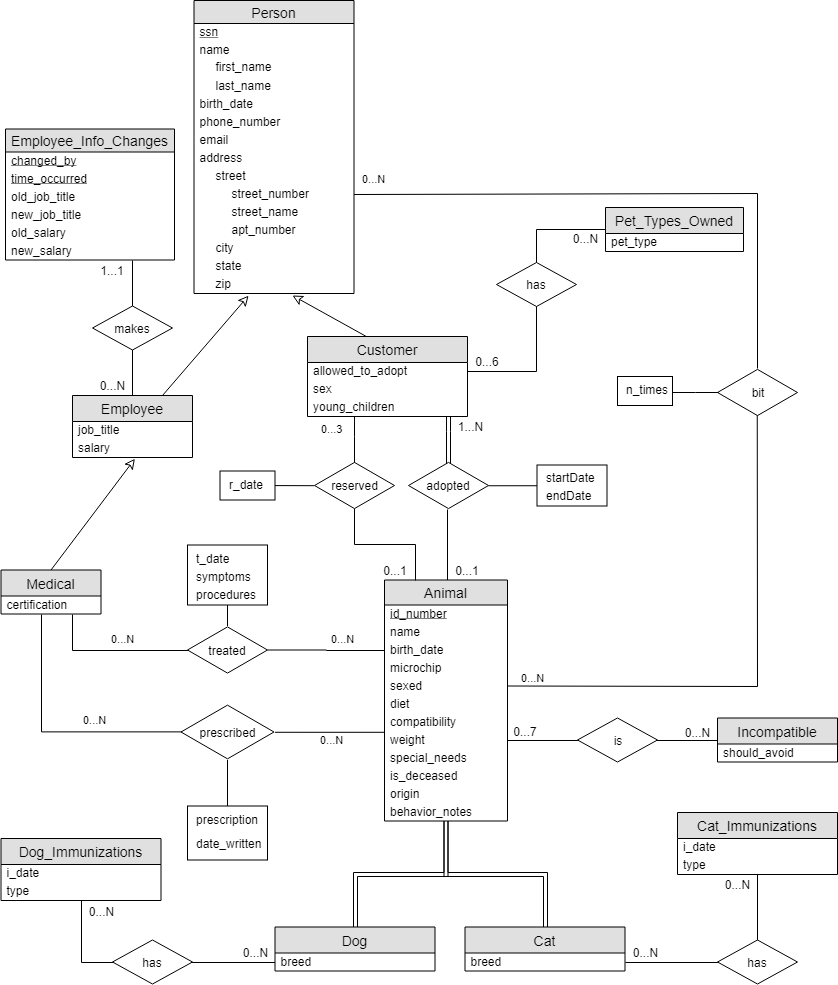 Person
ssn
name
first_name
last_name
birth_date
phone_number
email
address
street
street_number
street_name
apt_number
city
state
zip
Employee_Info_Changes
changed_by
time_occurred
old_job_title
new_job_title
old_salary
new_salary
1...1
makes
0...N
Employee
job_title
salary
0...N
Pet_Types_Owned
pet_type
0...N
has
0...6
Customer
allowed_to_adopt
sex
young_children
0...3
1...N
n_times
bit
r_date
reserved
adopted
startDate
endDate
0...1
0...1
Medical
certification
t_date
symptoms
procedures
0...N
treated
0...N
Animal
id_number
name
birth_date
microchip
sexed
diet
compatibility
weight
special_needs
is_deceased
origin
behavior_notes
0...N
0...N
prescribed
0...N
prescription
date_written
0...7
is
0...N
Incompatible
should_avoid
Dog_Immunizations
i_date
type
0...N
has
0...N
Dog
breed
Cat
breed
0...N
has
0...N
Cat_Immunizations
i_date
type